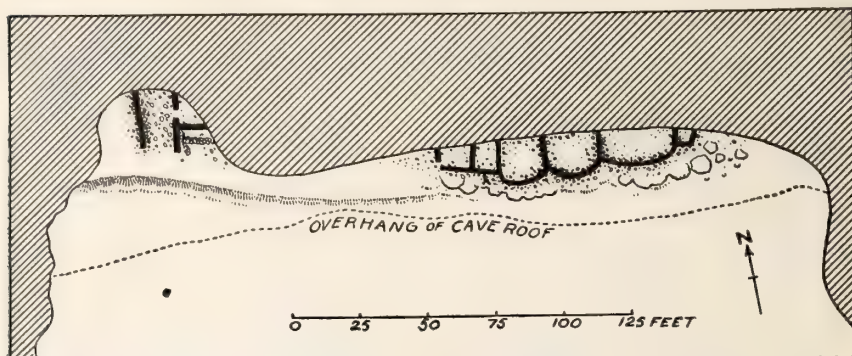 OVERHANG OF CAVE ROOF
N
0 25 50 75 100 125 FEET